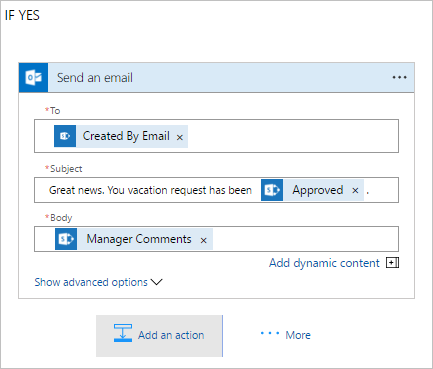 IF YES
Send an email
*To
Created By Email ×
*Subject
Great news. You vacation request has been Approved × .
*Body
Manager Comments ×
Add dynamic content
Show advanced options
Add an action
More